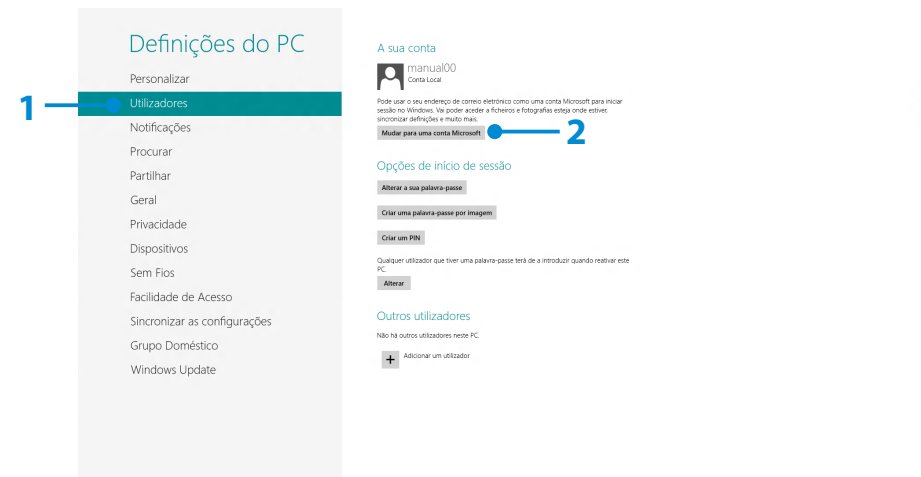 Definições do PC
Personalizar
1
Utilizadores
Notificações
Procurar
Partilhar
Geral
Privacidade
Dispositivos
Sem Fios
Facilidade de Acesso
Sincronizar as configurações
Grupo Doméstico
Windows Update
A sua conta
manual00
Conta Local
Pode usar o seu endereço de correio eletrónico como uma conta Microsoft para iniciar
sessão no Windows. Vai poder aceder a ficheiros e fotografias esteja onde estiver,
sincronizar definições e muito mais.
Mudar para uma conta Microsoft
2
Opções de início de sessão
Alterar a sua palavra-passe
Criar uma palavra-passe por imagem
Criar um PIN
Qualquer utilizador que tiver uma palavra-passe terá de a introduzir quando reativar este
PC.
Alterar
Outros utilizadores
Não há outros utilizadores neste PC.
+ Adicionar um utilizador